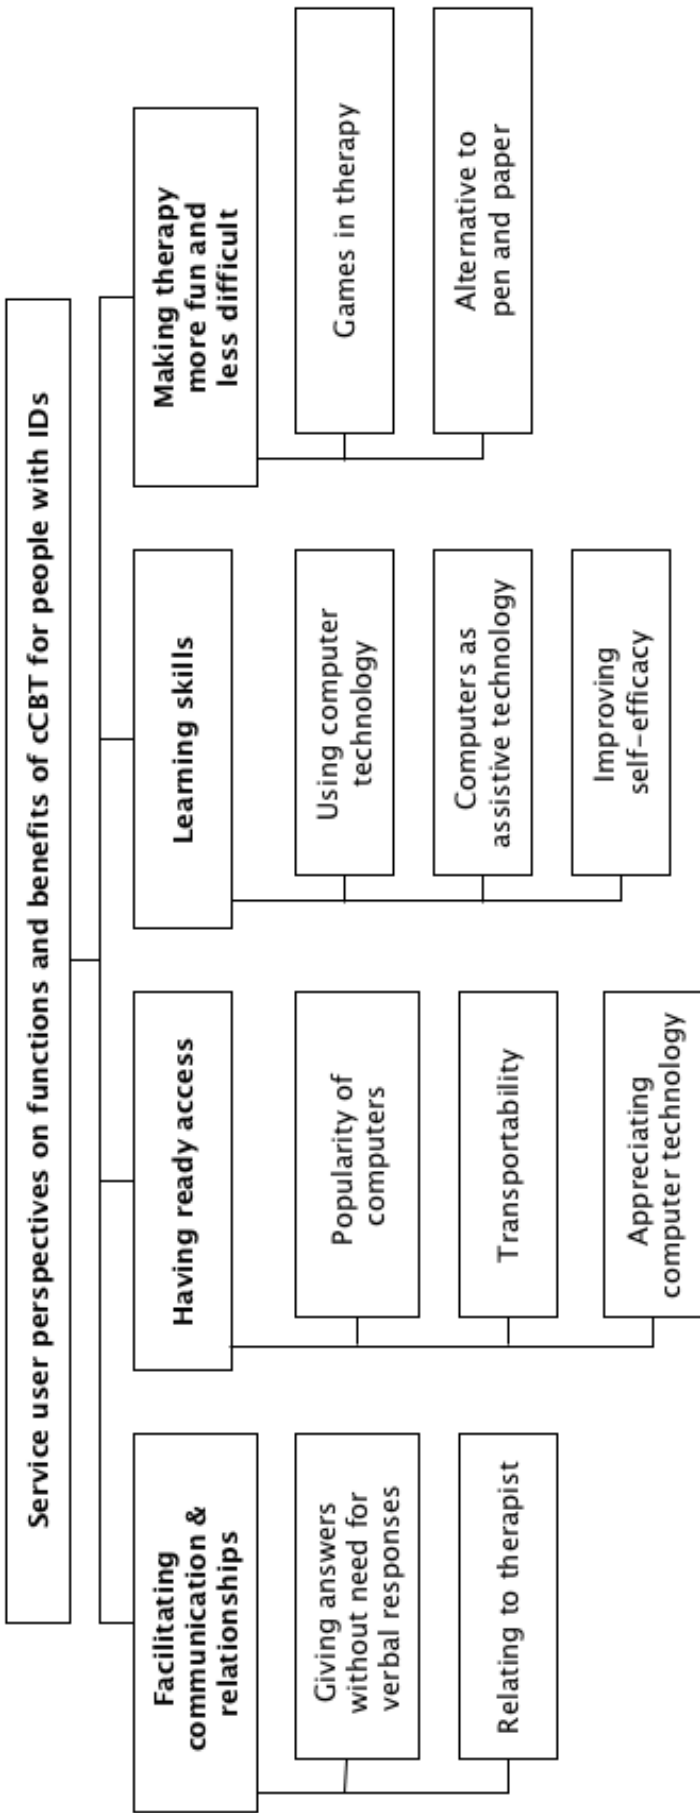 Service user perspectives on functions and benefits of cCBT for people with IDs
Facilitating
communication &
relationships
Giving answers
without need for
verbal responses
Relating to therapist
Having ready access
Popularity of
computers
Transportability
Appreciating
computer technology
Learning skills
Using computer
technology
Computers as
assistive technology
Improving
self–efficacy
Making therapy
more fun and
less difficult
Games in therapy
Alternative to
pen and paper